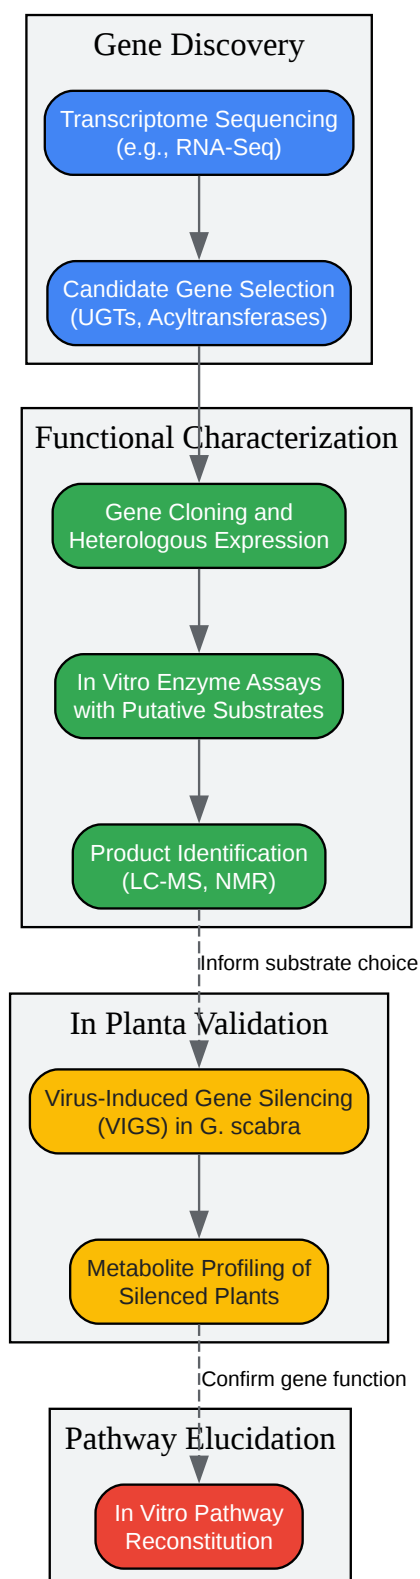 Gene Discovery
Transcriptome Sequencing
(e.g., RNA-Seq)
Candidate Gene Selection
(UGTs, Acyltransferases)
Functional Characterization
Gene Cloning and
Heterologous Expression
In Vitro Enzyme Assays
with Putative Substrates
Product Identification
(LC-MS, NMR)
Inform substrate choice
In Planta Validation
Virus-Induced Gene Silencing
(VIGS) in G. scabra
Metabolite Profiling of
Silenced Plants
Confirm gene function
Pathway Elucidation
In Vitro Pathway
Reconstitution